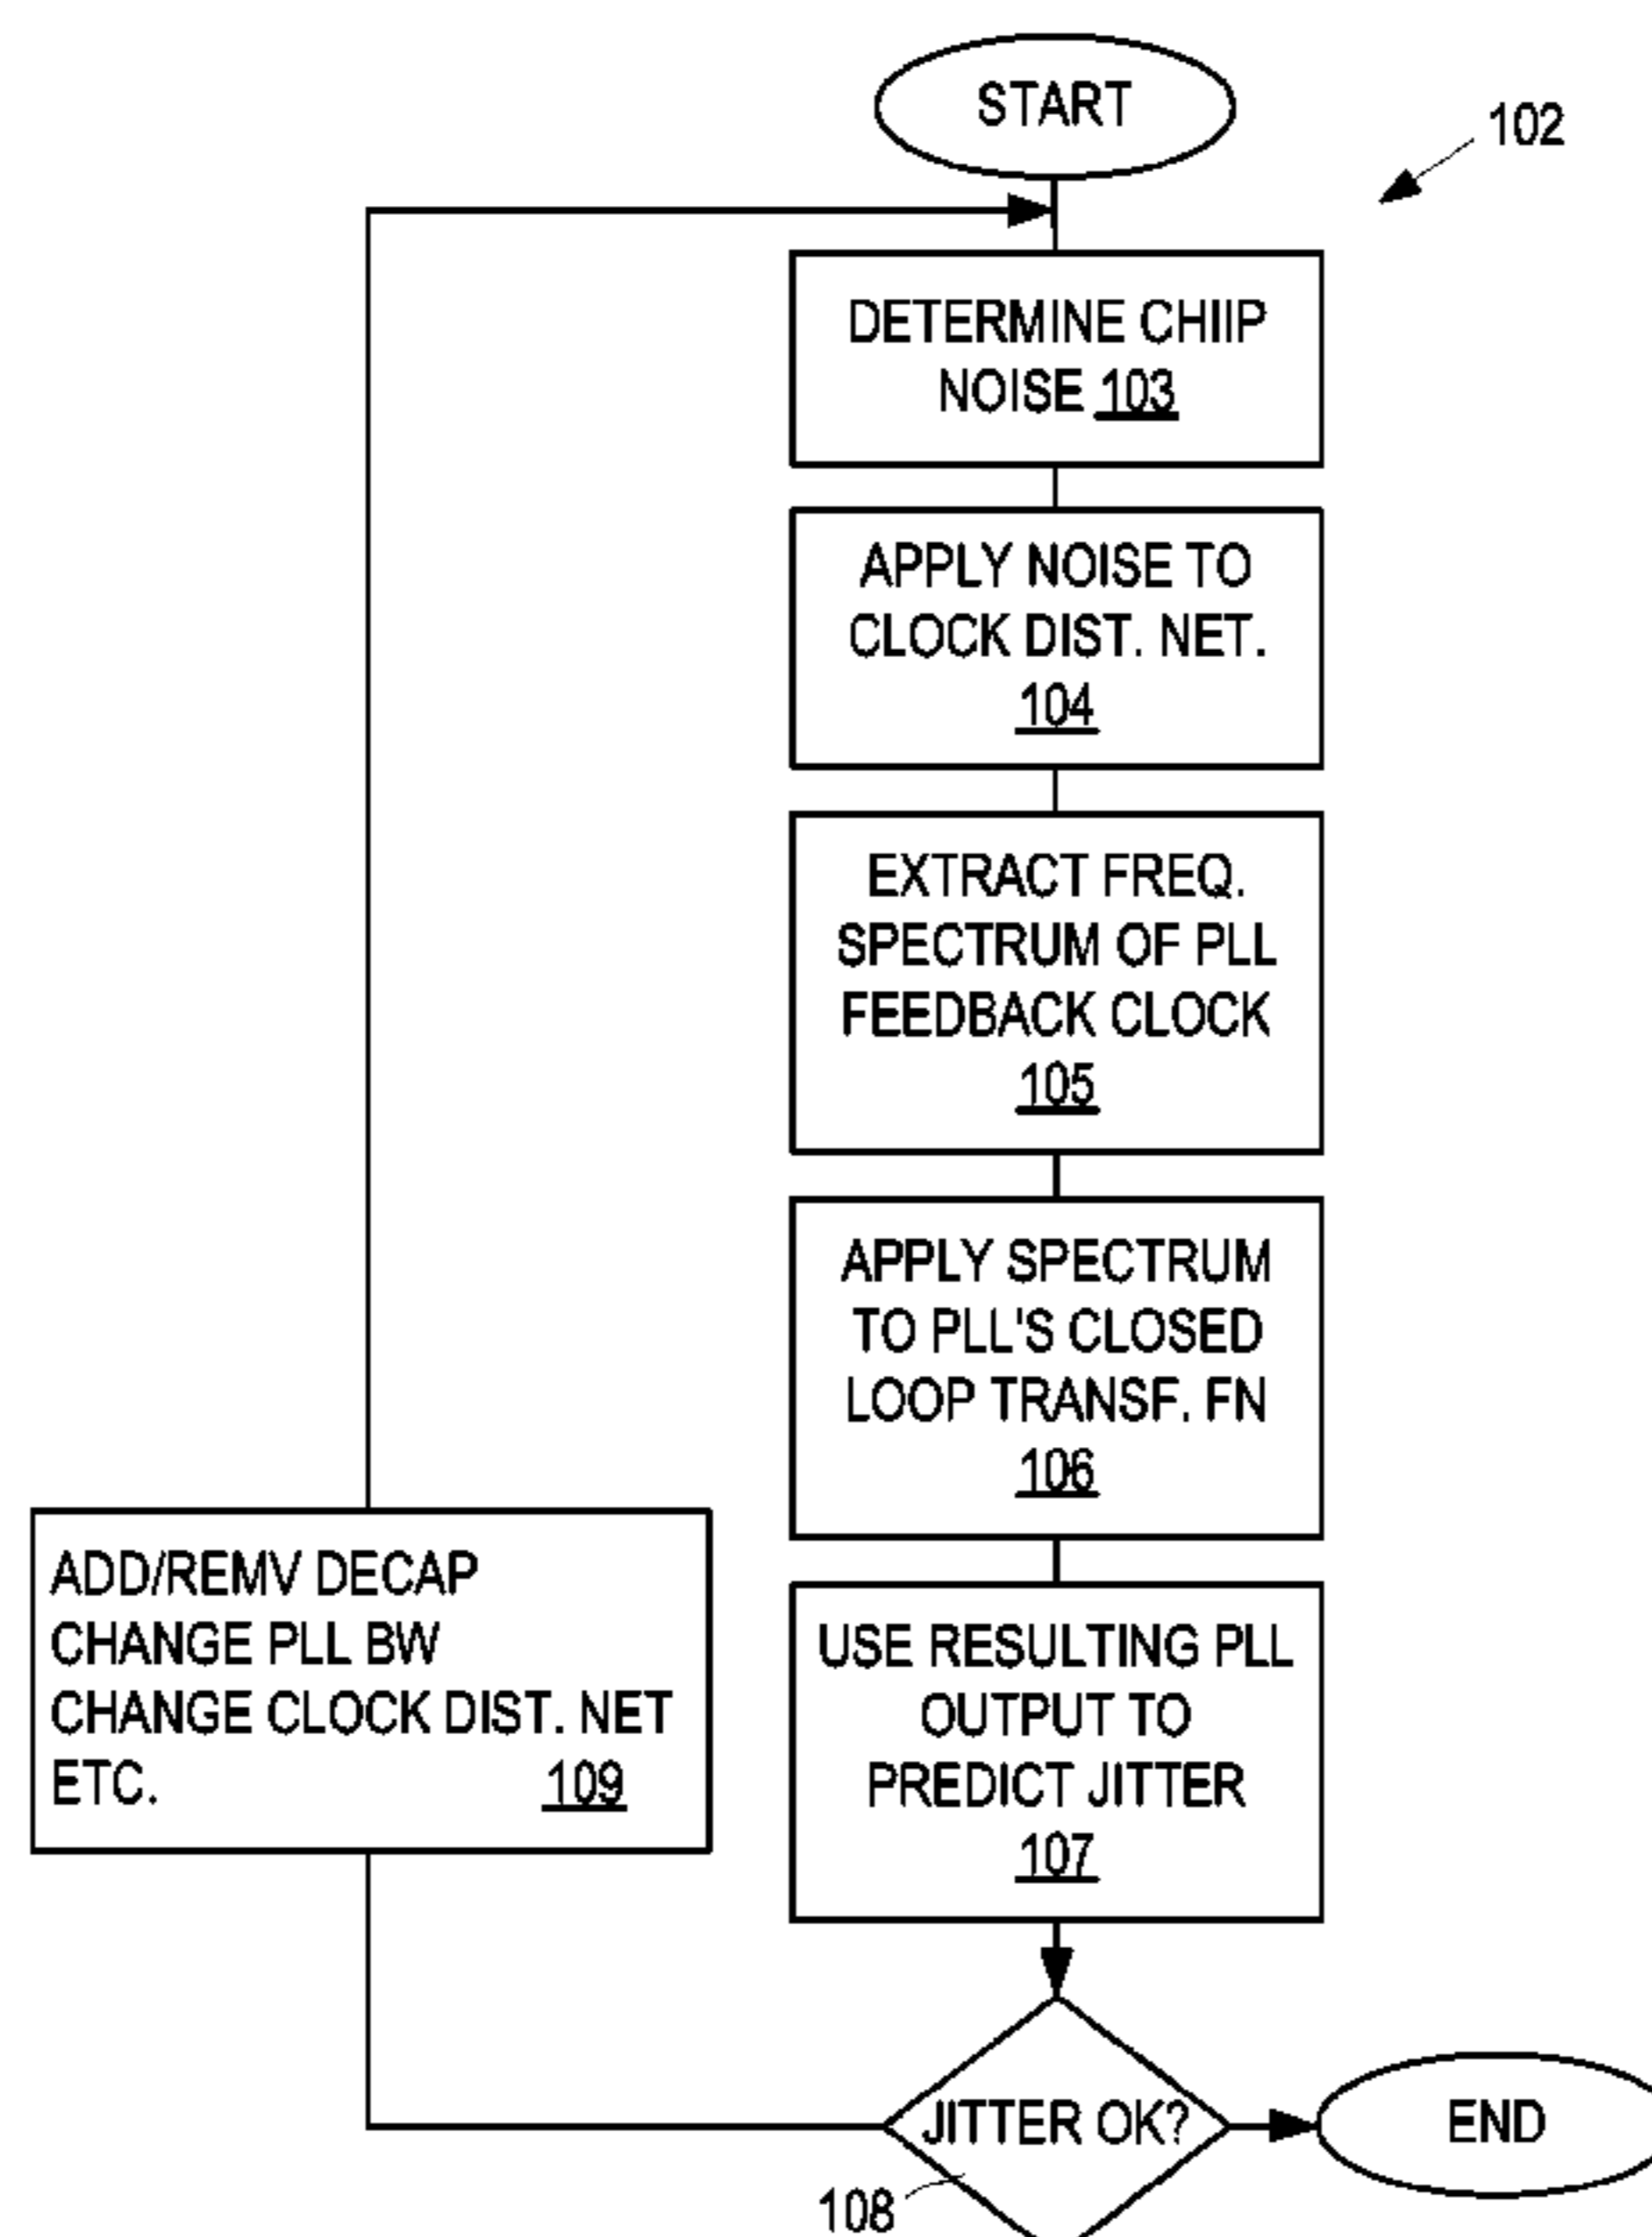 START
102
DETERMINE CHIIP
NOISE 103
APPLY NOISE TO
CLOCK DIST. NET.
104
EXTRACT FREQ.
SPECTRUM OF PLL
FEEDBACK CLOCK
105
APPLY SPECTRUM
TO PLL'S CLOSED
LOOP TRANSF. FN
106
USE RESULTING PLL
OUTPUT TO
PREDICT JITTER
107
ADD/REMV DECAP
CHANGE PLL BW
CHANGE CLOCK DIST. NET
ETC. 109
JITTER OK?
108
END